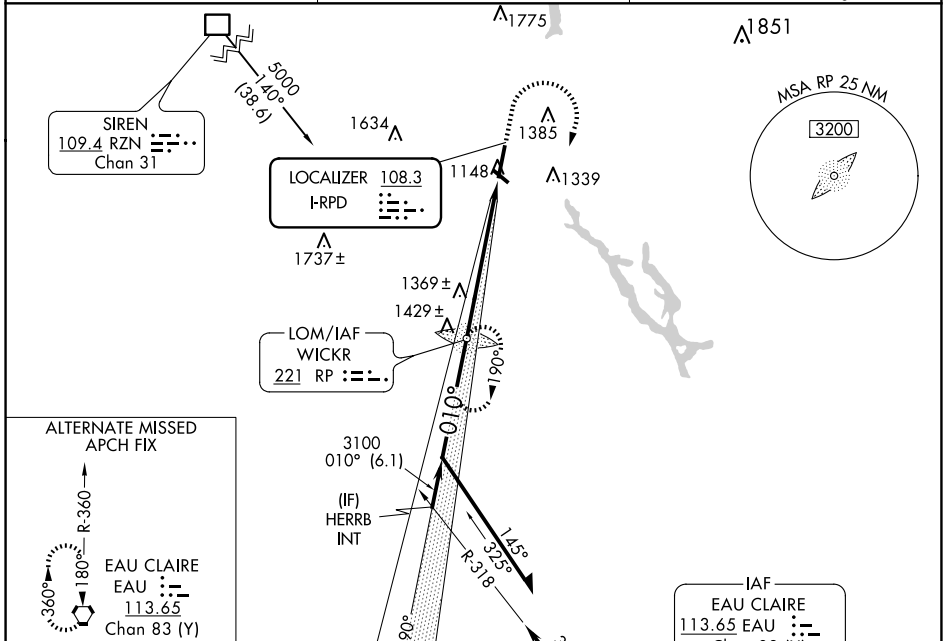 1775
1851
5000
140°
(38.6)
SIREN
109.4 RZN
Chan 31
MSA RP 25 NM
3200
1634
1385
LOCALIZER 108.3
I-RPD
1148
1339
1737 ±
1369 ±
1429 ±
LOM/IAF
WICKR
221 RP
190°
010°
3100
010° (6.1)
(IF)
HERRB
INT
145°
325°
R-318
ALTERNATE MISSED
APCH FIX
R-360
360°
180°
EAU CLAIRE
EAU
113.65
Chan 83 (Y)
IAF
EAU CLAIRE
113.65 EAU